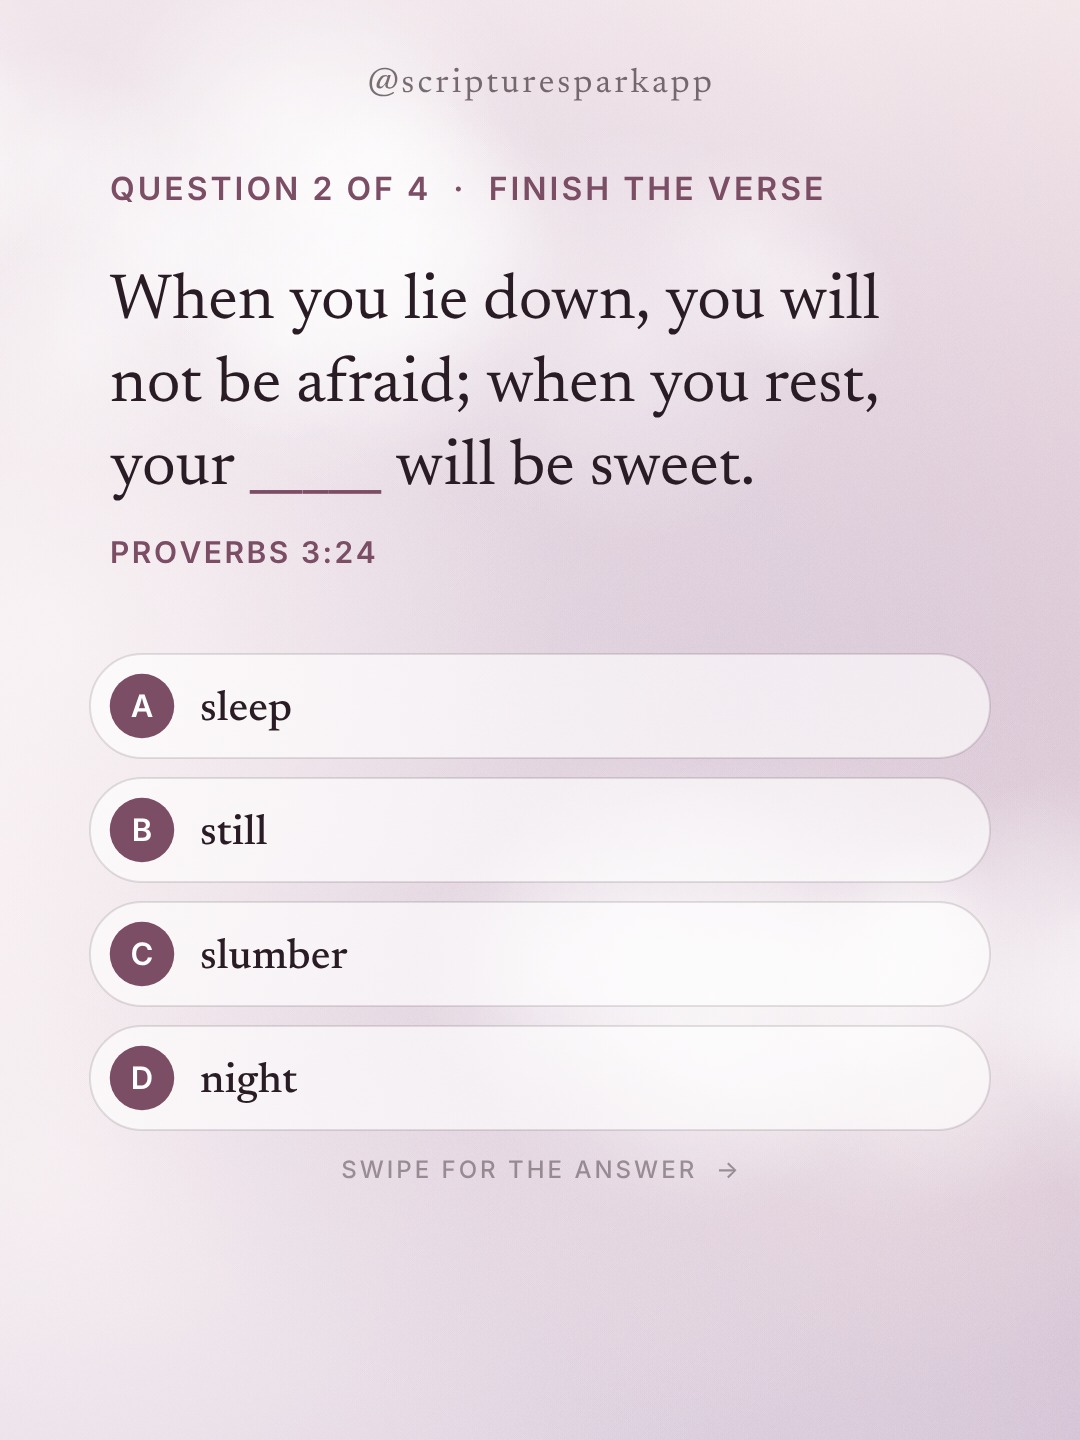 @scripturesparkapp
QUESTION 2 OF 4 · FINISH THE VERSE
When you lie down, you will
not be afraid; when you rest,
your _____ will be sweet.
PROVERBS 3:24
A sleep
B still
C slumber
D night
SWIPE FOR THE ANSWER →